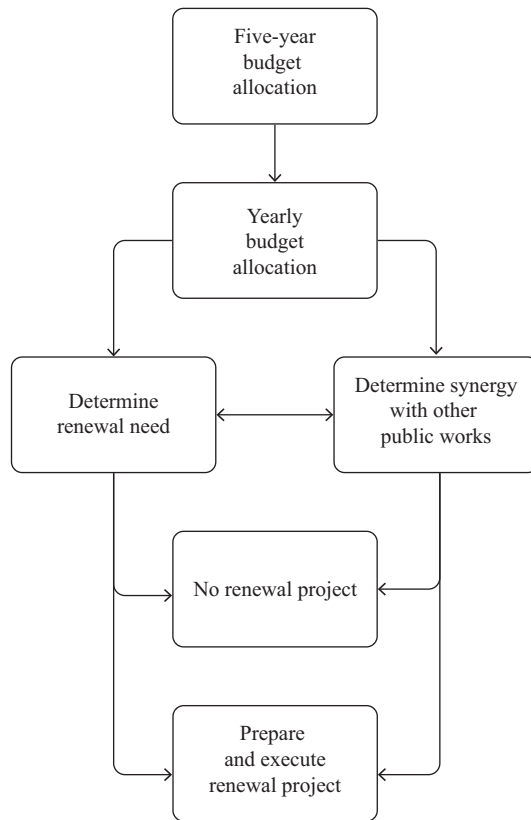 Five-year
budget
allocation
Yearly
budget
allocation
Determine
renewal need
Determine synergy
with other
public works
No renewal project
Prepare
and execute
renewal project